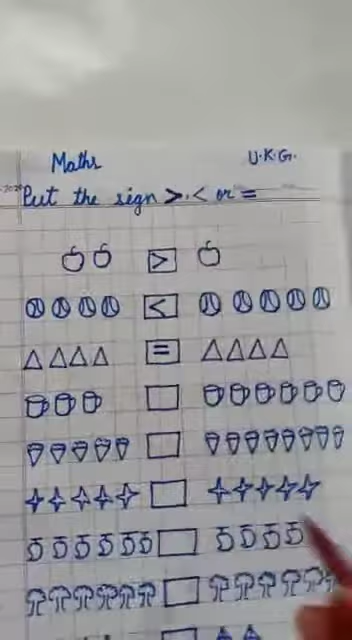 Maths U.K.G.
Put the sign >, < or =
>
<
=